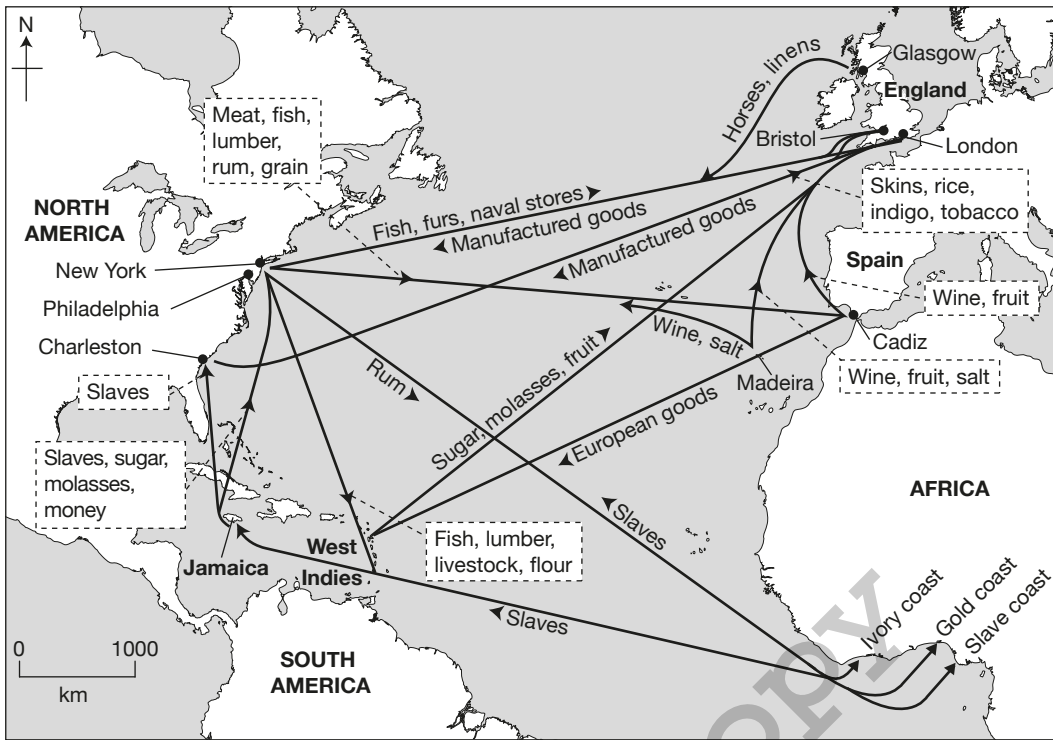 N
Glasgow
England
Horses, linens
Meat, fish,
lumber,
rum, grain
Bristol
London
Skins, rice,
indigo, tobacco
NORTH
AMERICA
Fish, furs, naval stores
Manufactured goods
Manufactured goods
New York
Spain
Philadelphia
Wine, fruit
Wine, salt
Cadiz
Charleston
Madeira
Wine, fruit, salt
Slaves
Rum
Sugar, molasses, fruit
European goods
Slaves, sugar,
molasses,
money
AFRICA
Slaves
West
Indies
Fish, lumber,
livestock, flour
Jamaica
Slaves
Ivory coast
Gold coast
Slave coast
0 1000
km
SOUTH
AMERICA
opy